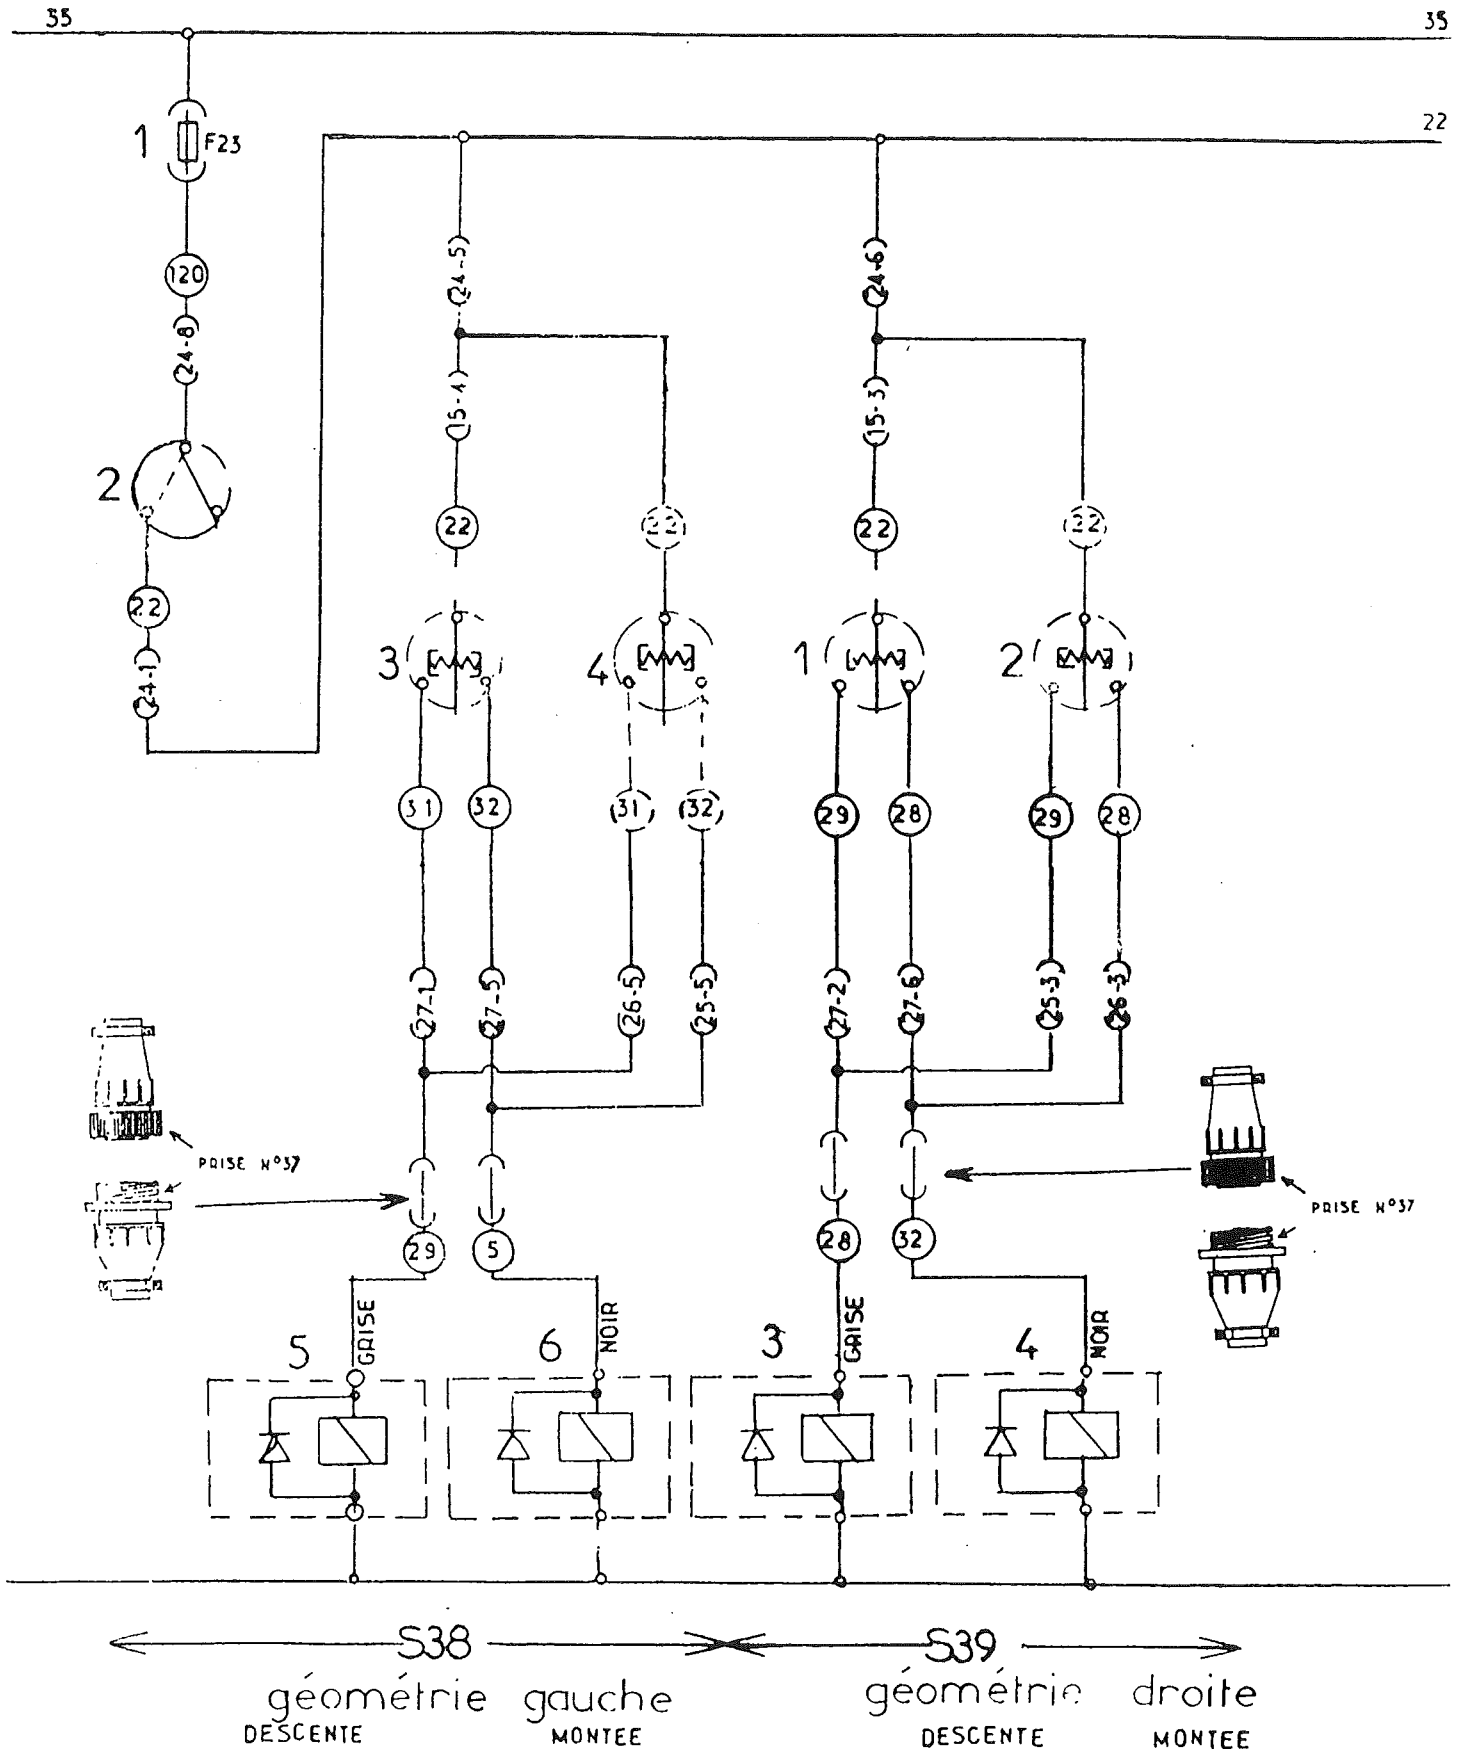 35 35
22
1 F23
120
24-8
24-5
24-6
15-4
15-3
2
22 22 22 22
22
24-1
3 4 1 2
31 32 31 32 29 28 29 28
27-1 27-5 26-5 25-5 27-2 27-6 25-3 26-3
PRISE N°37
PRISE N°37
29 5 28 32
GRISE NOIR GRISE NOIR
5 6 3 4
S38 S39
géométrie gauche géométrie droite
DESCENTE MONTEE DESCENTE MONTEE